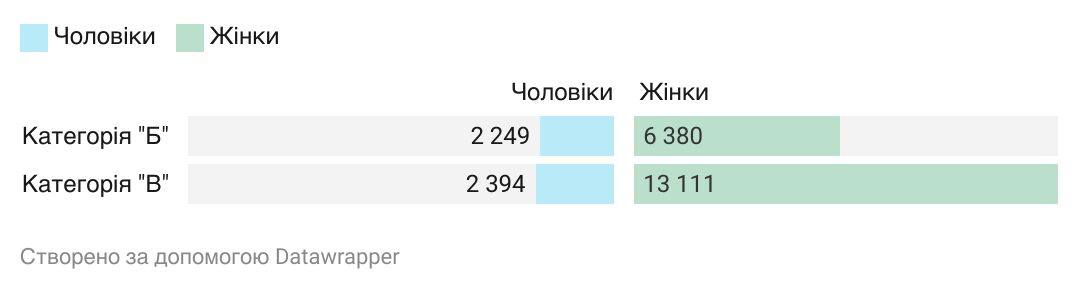 Чоловіки Жінки
Чоловіки Жінки
Категорія "Б" 2 249 6 380
Категорія "В" 2 394 13 111
Створено за допомогою Datawrapper